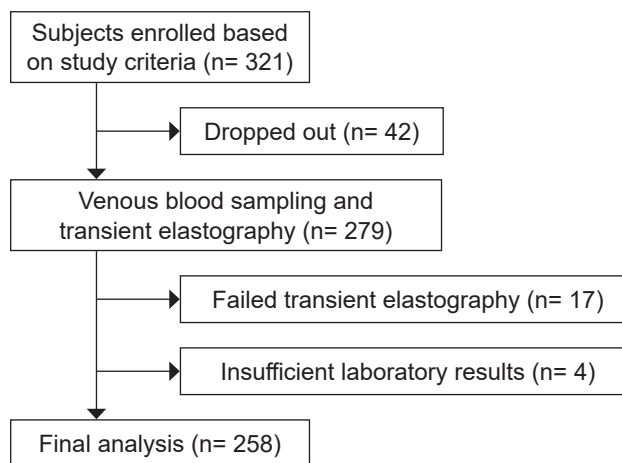 Subjects enrolled based
on study criteria (n= 321)
Dropped out (n= 42)
Venous blood sampling and
transient elastography (n= 279)
Failed transient elastography (n= 17)
Insufficient laboratory results (n= 4)
Final analysis (n= 258)